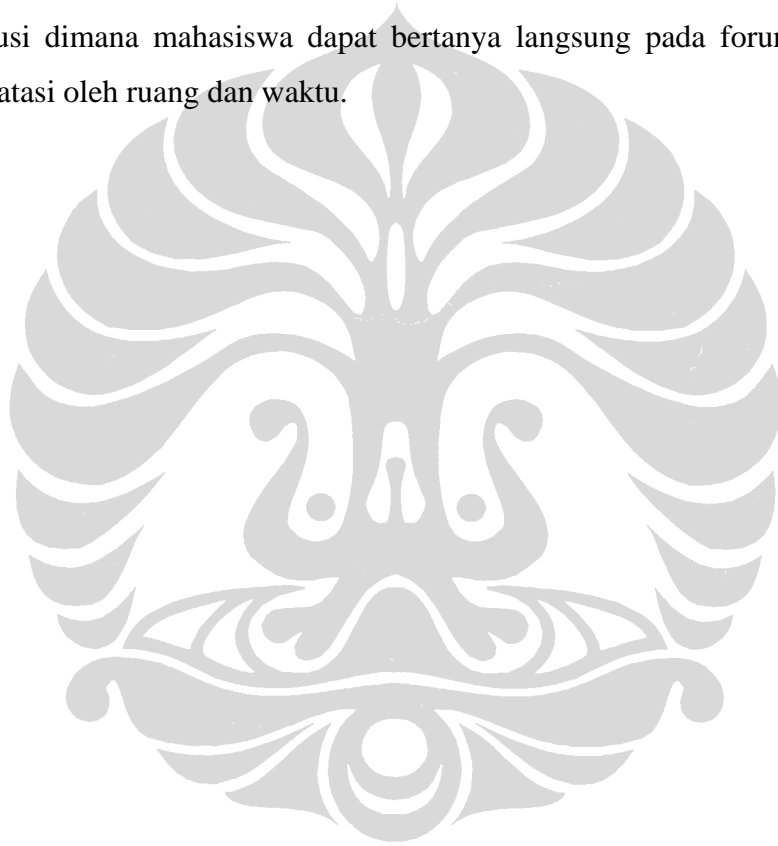 usi dimana mahasiswa dapat bertanya langsung pada forum
atasi oleh ruang dan waktu.